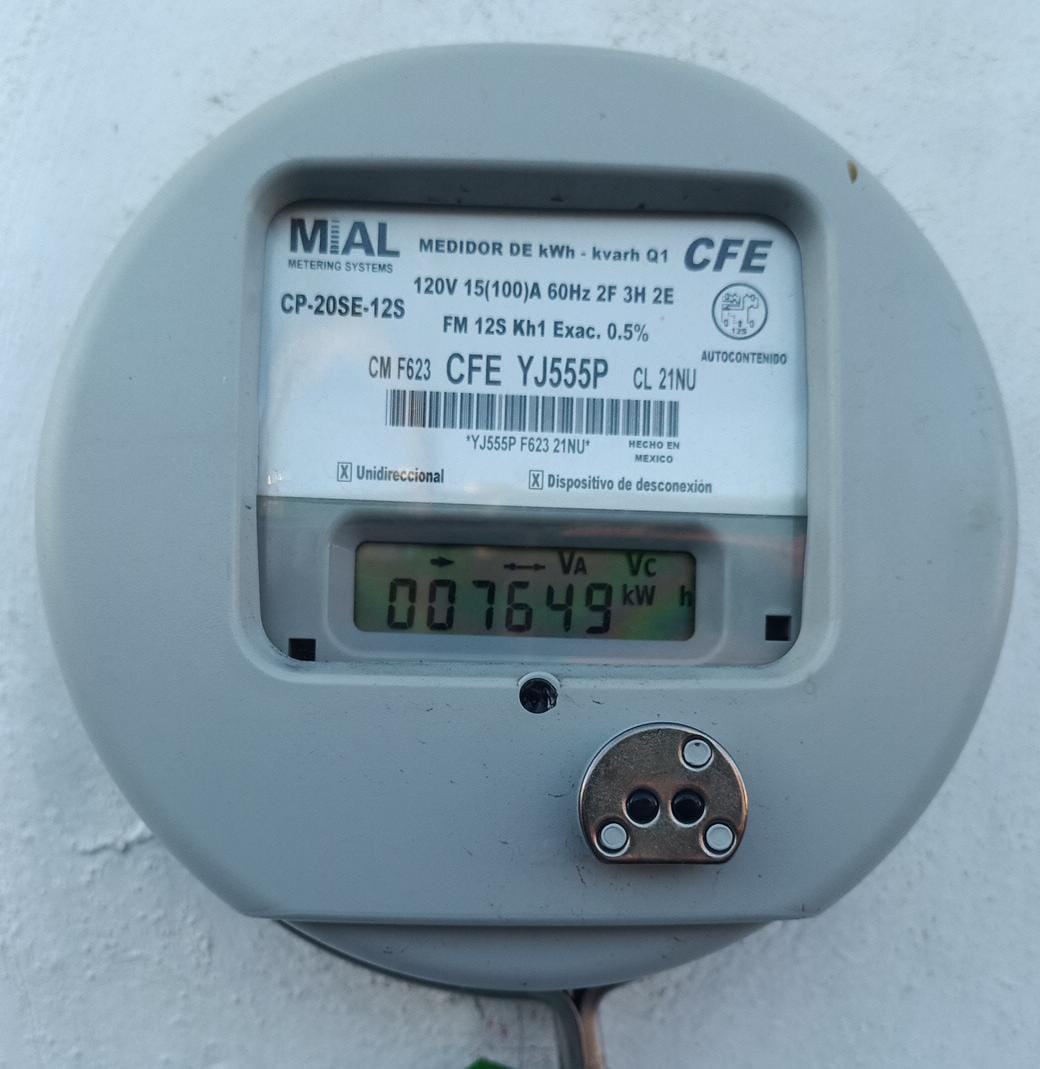 MIAL
METERING SYSTEMS
MEDIDOR DE kWh - kvarh Q1
CFE
120V 15(100)A 60Hz 2F 3H 2E
CP-20SE-12S
FM 12S Kh1 Exac. 0.5%
12S
AUTOCONTENIDO
CM F623 CFE YJ555P CL 21NU
*YJ555P F623 21NU*
HECHO EN
MEXICO
X Unidireccional
X Dispositivo de desconexión
VA VC
007649 kW h